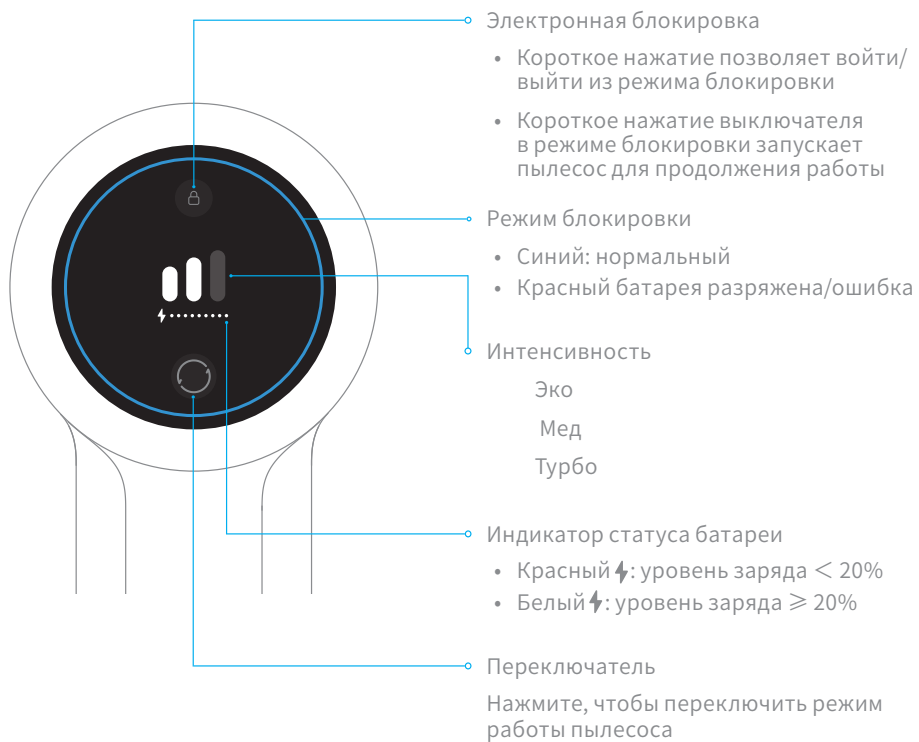 Электронная блокировка
• Короткое нажатие позволяет войти/
выйти из режима блокировки
• Короткое нажатие выключателя
в режиме блокировки запускает
пылесос для продолжения работы
Режим блокировки
• Синий: нормальный
• Красный батарея разряжена/ошибка
Интенсивность
Эко
Мед
Турбо
Индикатор статуса батареи
• Красный : уровень заряда < 20%
• Белый : уровень заряда ⩾ 20%
Переключатель
Нажмите, чтобы переключить режим
работы пылесоса